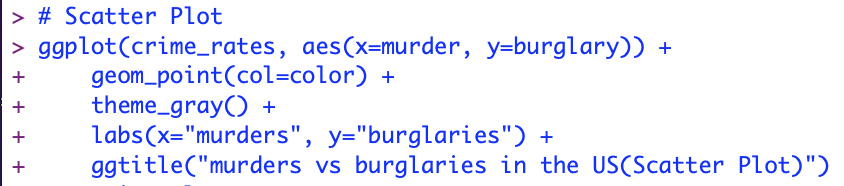 > # Scatter Plot
> ggplot(crime_rates, aes(x=murder, y=burglary)) +
+     geom_point(col=color) +
+     theme_gray() +
+     labs(x="murders", y="burglaries") +
+     ggtitle("murders vs burglaries in the US(Scatter Plot)")